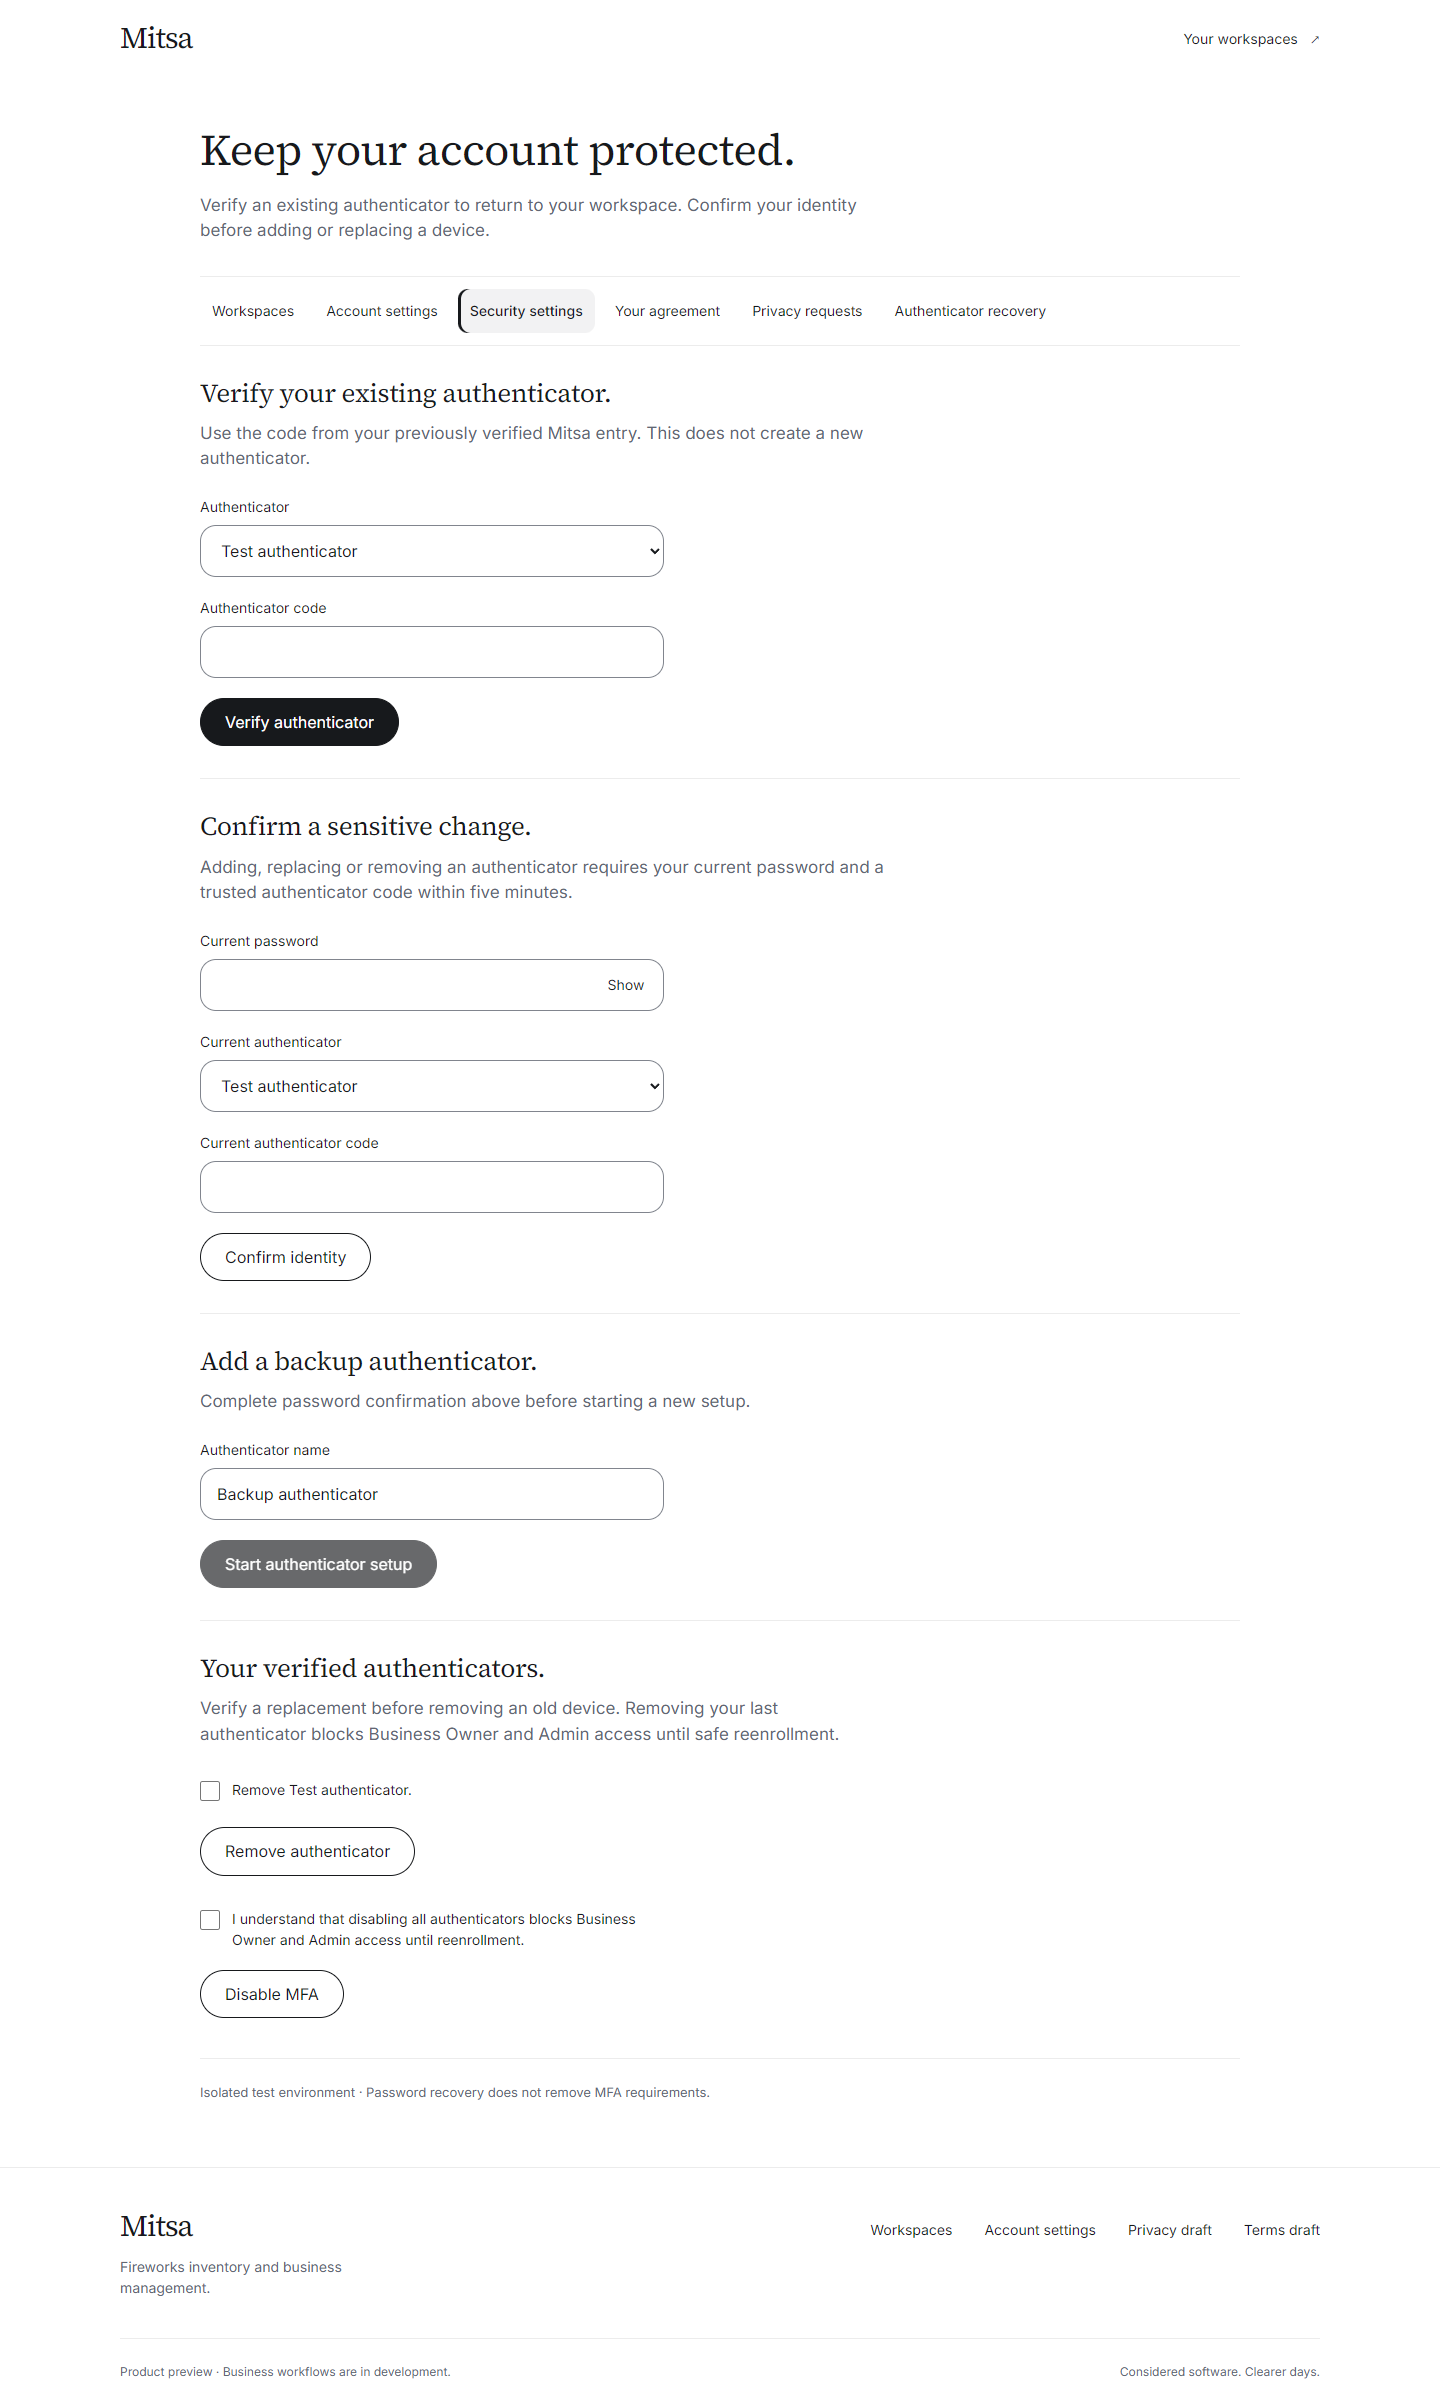 Mitsa
Your workspaces ↗
Keep your account protected.
Verify an existing authenticator to return to your workspace. Confirm your identity
before adding or replacing a device.
Workspaces
Account settings
Security settings
Your agreement
Privacy requests
Authenticator recovery
Verify your existing authenticator.
Use the code from your previously verified Mitsa entry. This does not create a new
authenticator.
Authenticator
Test authenticator
Authenticator code
Verify authenticator
Confirm a sensitive change.
Adding, replacing or removing an authenticator requires your current password and a
trusted authenticator code within five minutes.
Current password
Show
Current authenticator
Test authenticator
Current authenticator code
Confirm identity
Add a backup authenticator.
Complete password confirmation above before starting a new setup.
Authenticator name
Backup authenticator
Start authenticator setup
Your verified authenticators.
Verify a replacement before removing an old device. Removing your last
authenticator blocks Business Owner and Admin access until safe reenrollment.
Remove Test authenticator.
Remove authenticator
I understand that disabling all authenticators blocks Business
Owner and Admin access until reenrollment.
Disable MFA
Isolated test environment · Password recovery does not remove MFA requirements.
Mitsa
Fireworks inventory and business
management.
Workspaces
Account settings
Privacy draft
Terms draft
Product preview · Business workflows are in development.
Considered software. Clearer days.